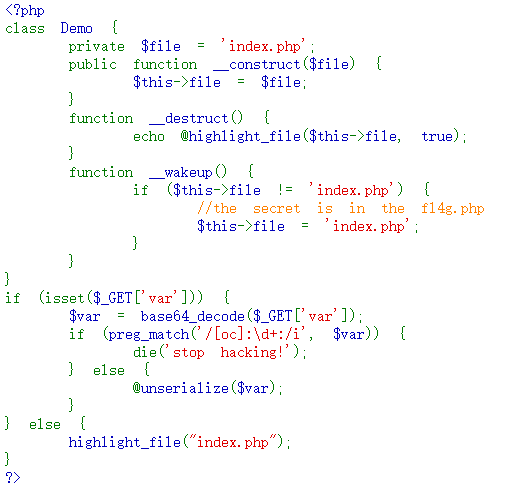 <?php
class Demo {
	private $file = 'index.php';
	public function __construct($file) {
		$this->file = $file;
	}
	function __destruct() {
		echo @highlight_file($this->file, true);
	}
	function __wakeup() {
		if ($this->file != 'index.php') {
			//the secret is in the fl4g.php
			$this->file = 'index.php';
		}
	}
}
if (isset($_GET['var'])) {
	$var = base64_decode($_GET['var']);
	if (preg_match('/[oc]:\d+:/i', $var)) {
		die('stop hacking!');
	} else {
		@unserialize($var);
	}
} else {
	highlight_file("index.php");
}
?>